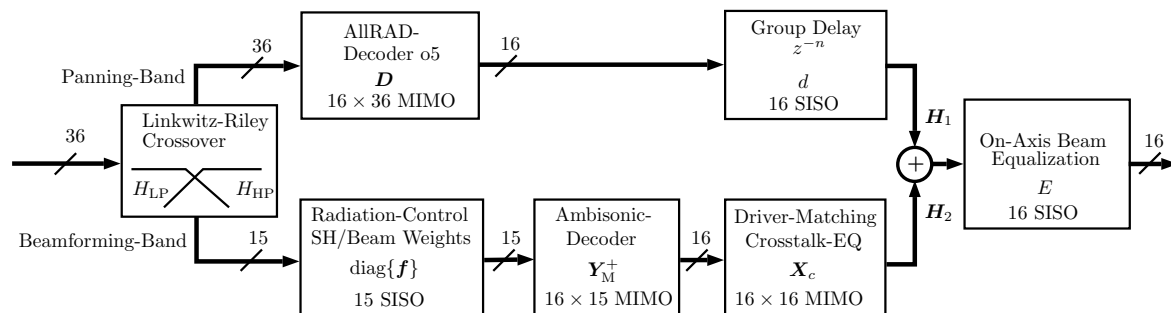 36
Panning-Band
Linkwitz-Riley
Crossover
H_LP
H_HP
Beamforming-Band
36
AllRAD-
Decoder o5
D
16 × 36 MIMO
16
Group Delay
z^{-n}
d
16 SISO
H_1
15
Radiation-Control
SH/Beam Weights
diag{f}
15 SISO
15
Ambisonic-
Decoder
Y_M^+
16 × 15 MIMO
16
Driver-Matching
Crosstalk-EQ
X_c
16 × 16 MIMO
H_2
+
On-Axis Beam
Equalization
E
16 SISO
16